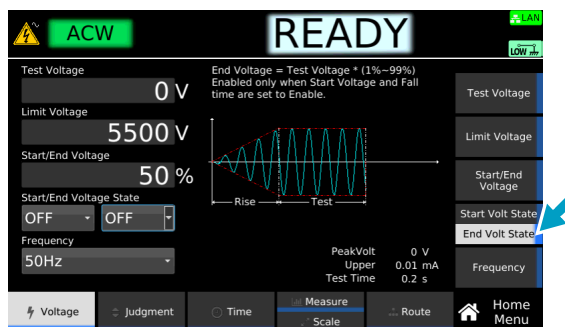 ACW
READY
LAN
LOW
Test Voltage
0 V
Limit Voltage
5500 V
Start/End Voltage
50 %
Start/End Voltage State
OFF OFF
Frequency
50Hz
End Voltage = Test Voltage * (1%~99%)
Enabled only when Start Voltage and Fall
time are set to Enable.
Rise Test
PeakVolt 0 V
Upper 0.01 mA
Test Time 0.2 s
Test Voltage
Limit Voltage
Start/End
Voltage
Start Volt State
End Volt State
Frequency
Voltage
Judgment
Time
Measure
Scale
Route
Home
Menu